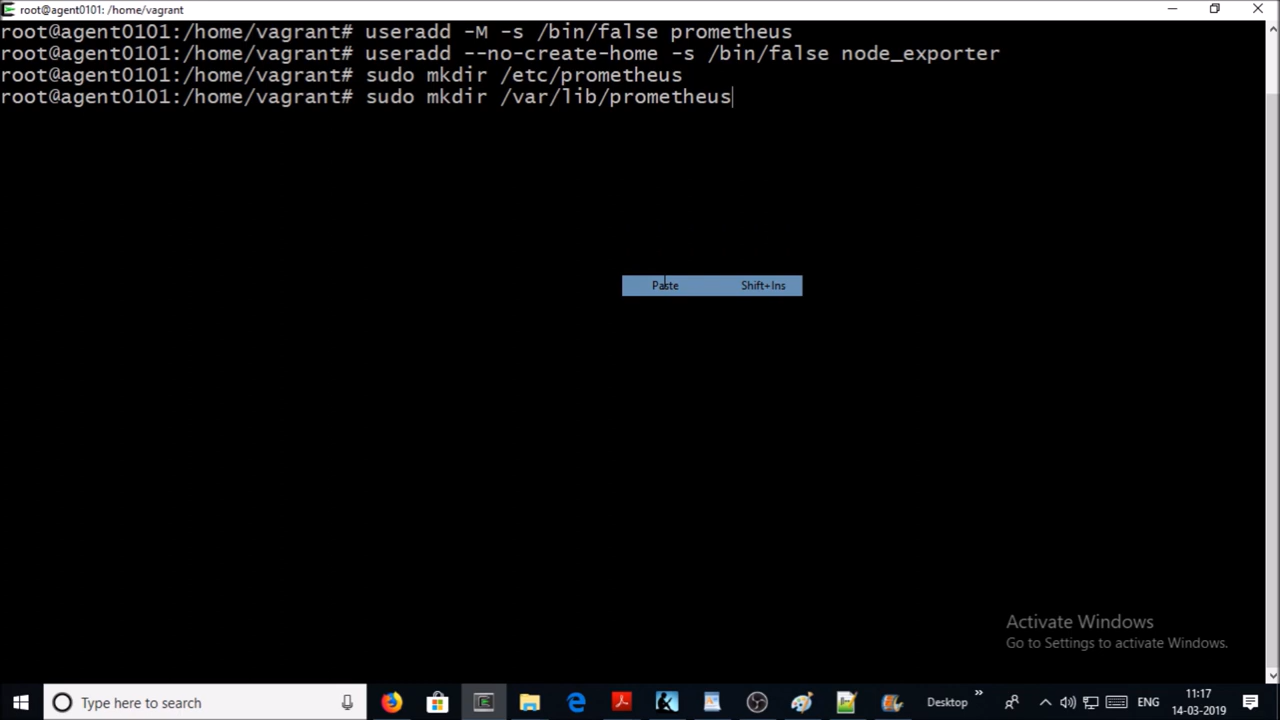 root@agent0101: /home/vagrant
root@agent0101:/home/vagrant# useradd -M -s /bin/false prometheus
root@agent0101:/home/vagrant# useradd --no-create-home -s /bin/false node_exporter
root@agent0101:/home/vagrant# sudo mkdir /etc/prometheus
root@agent0101:/home/vagrant# sudo mkdir /var/lib/prometheus
Paste Shift+Ins
Activate Windows
Go to Settings to activate Windows.
Type here to search
Desktop
ENG
11:17
14-03-2019